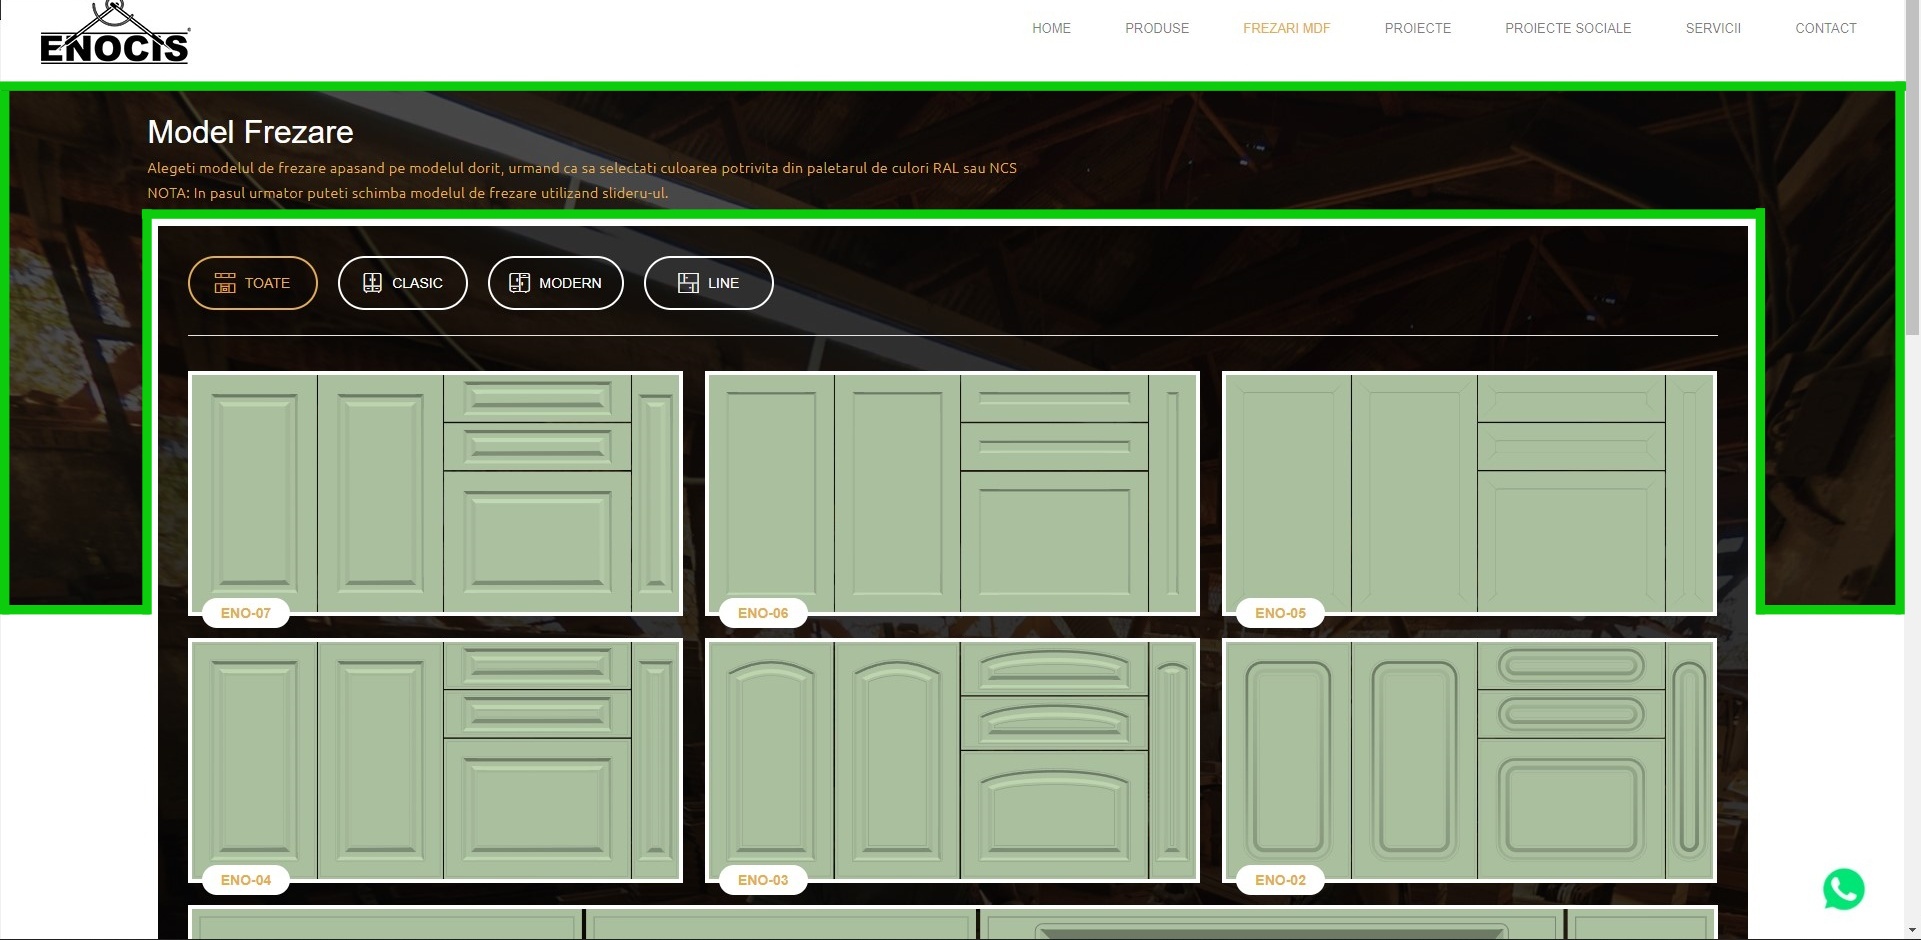 ENOCIS
HOME PRODUSE FREZARI MDF PROIECTE PROIECTE SOCIALE SERVICII CONTACT
Model Frezare
Alegeti modelul de frezare apasand pe modelul dorit, urmand ca sa selectati culoarea potrivita din paletarul de culori RAL sau NCS
NOTA: In pasul urmator puteti schimba modelul de frezare utilizand slideru-ul.
TOATE CLASIC MODERN LINE
ENO-07 ENO-06 ENO-05
ENO-04 ENO-03 ENO-02